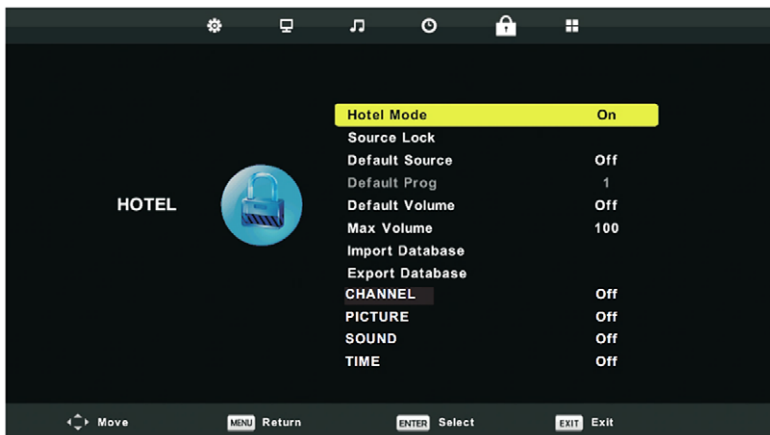 Hotel Mode On
Source Lock
Default Source Off
Default Prog 1
HOTEL
Default Volume Off
Max Volume 100
Import Database
Export Database
CHANNEL Off
PICTURE Off
SOUND Off
TIME Off
Move MENU Return ENTER Select EXIT Exit